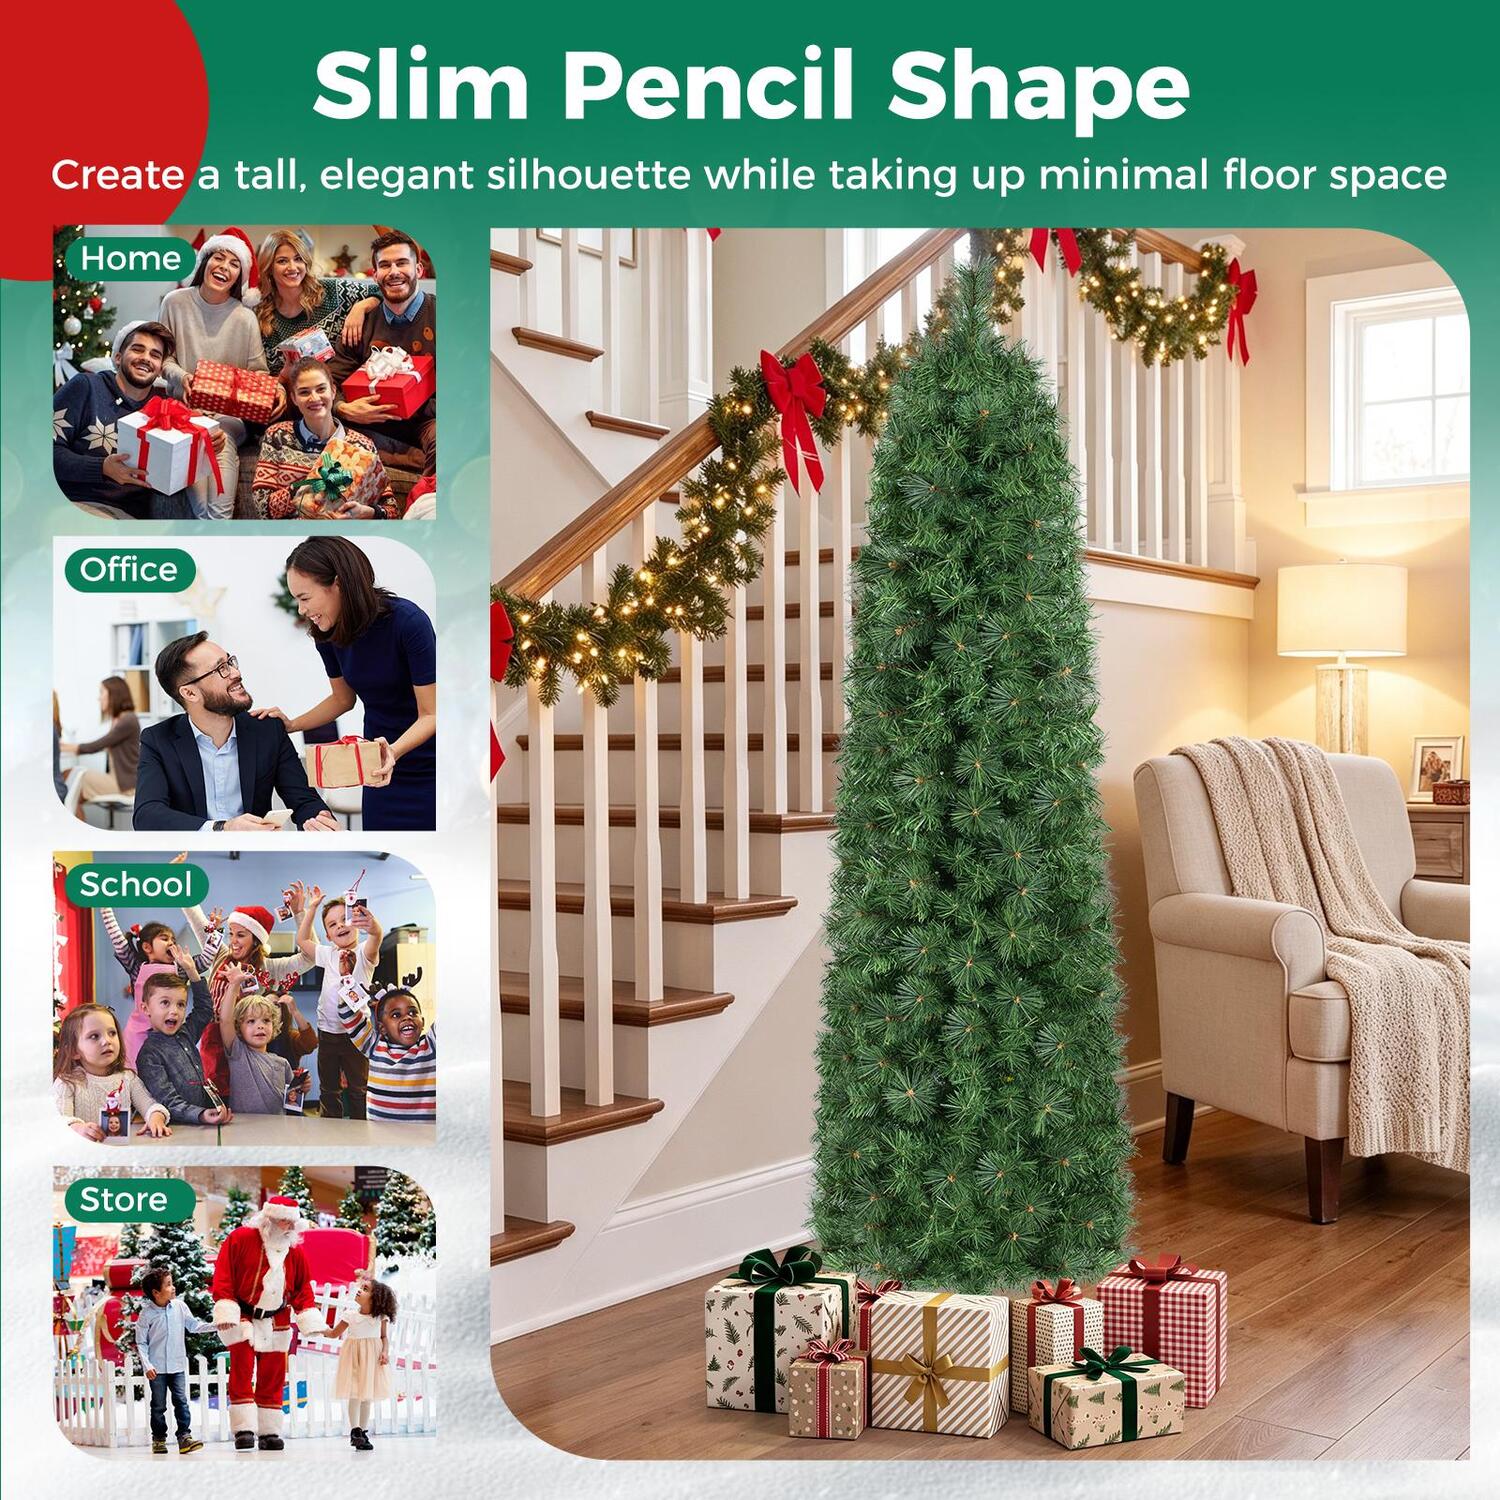 Slim Pencil Shape
Create a tall, elegant silhouette while taking up minimal floor space
Home
Office
School
Store